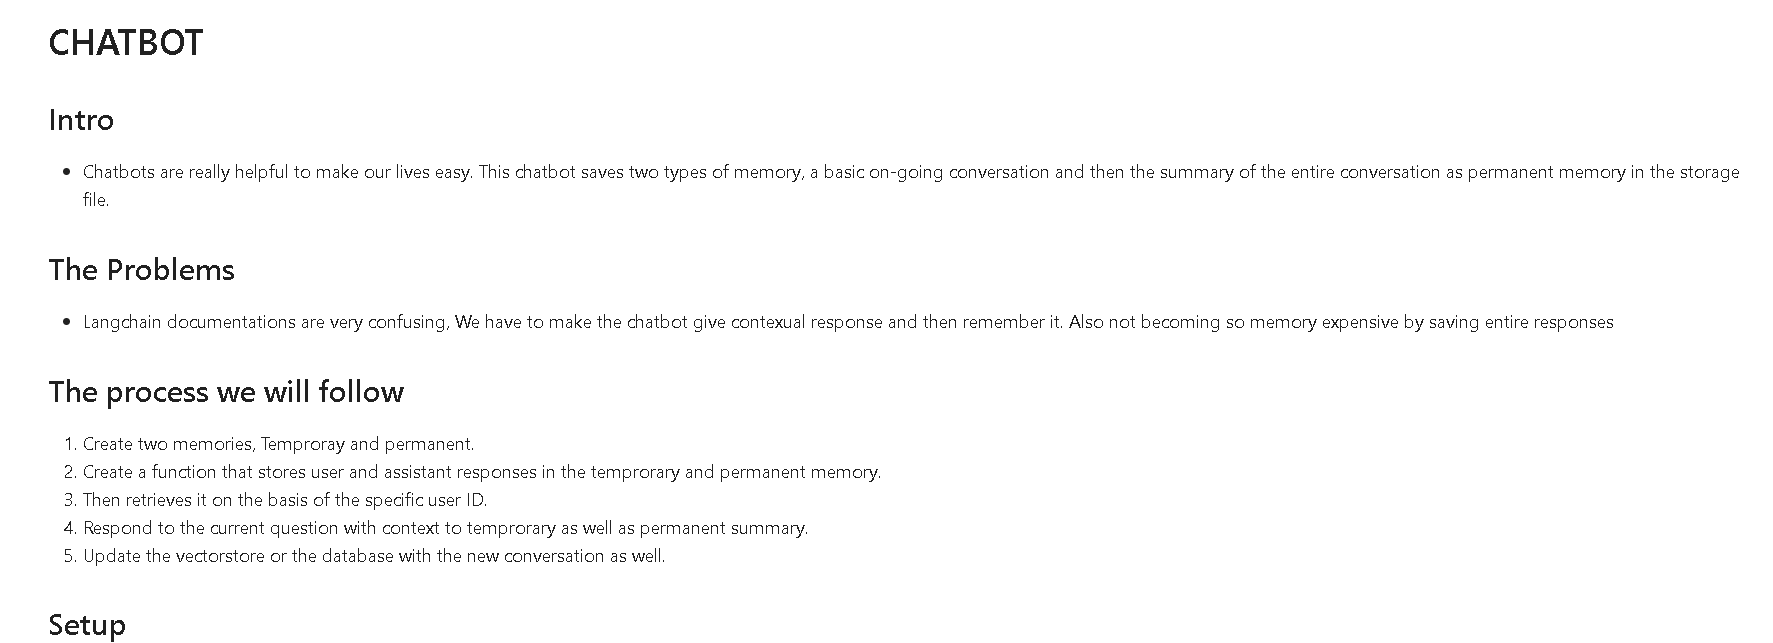 CHATBOT
Intro
• Chatbots are really helpful to make our lives easy. This chatbot saves two types of memory, a basic on-going conversation and then the summary of the entire conversation as permanent memory in the storage
file.
The Problems
• Langchain documentations are very confusing, We have to make the chatbot give contexual response and then remember it. Also not becoming so memory expensive by saving entire responses
The process we will follow
1. Create two memories, Temproray and permanent.
2. Create a function that stores user and assistant responses in the temprorary and permanent memory.
3. Then retrieves it on the basis of the specific user ID.
4. Respond to the current question with context to temprorary as well as permanent summary.
5. Update the vectorstore or the database with the new conversation as well.
Setup